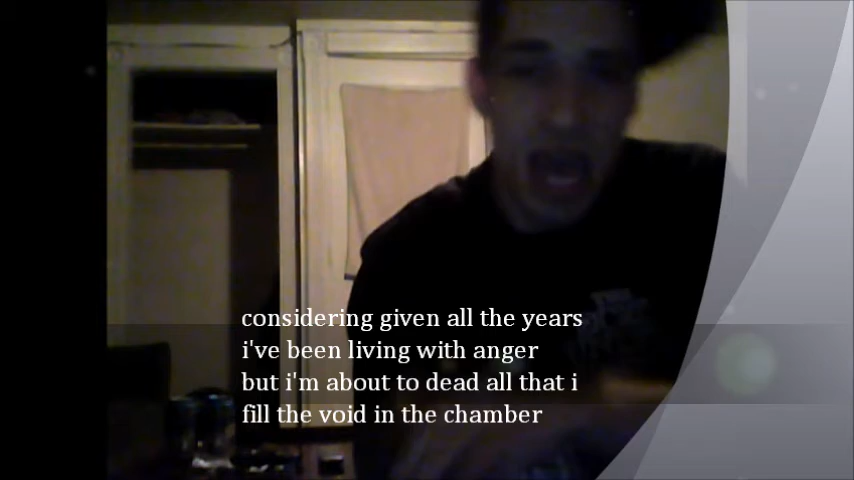 considering given all the years
i've been living with anger
but i'm about to dead all that i
fill the void in the chamber